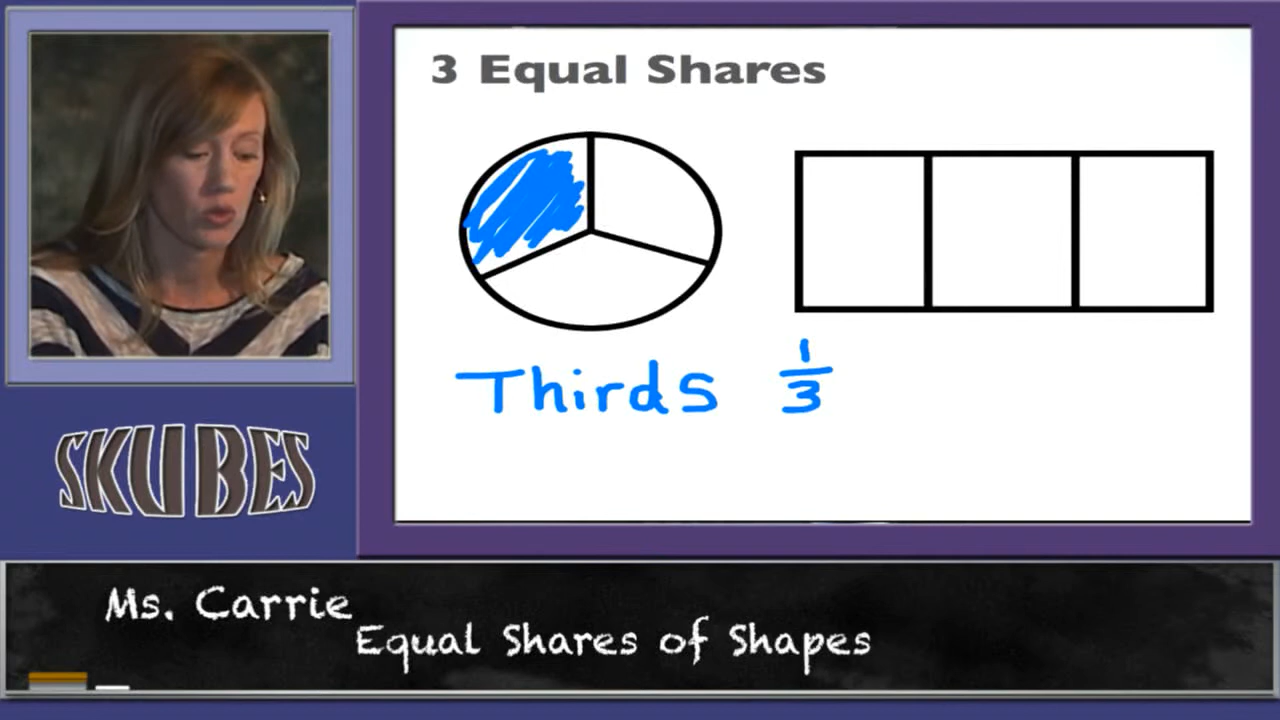 3 Equal Shares
Thirds 1/3
SKUBES
Ms. Carrie
Equal Shares of Shapes